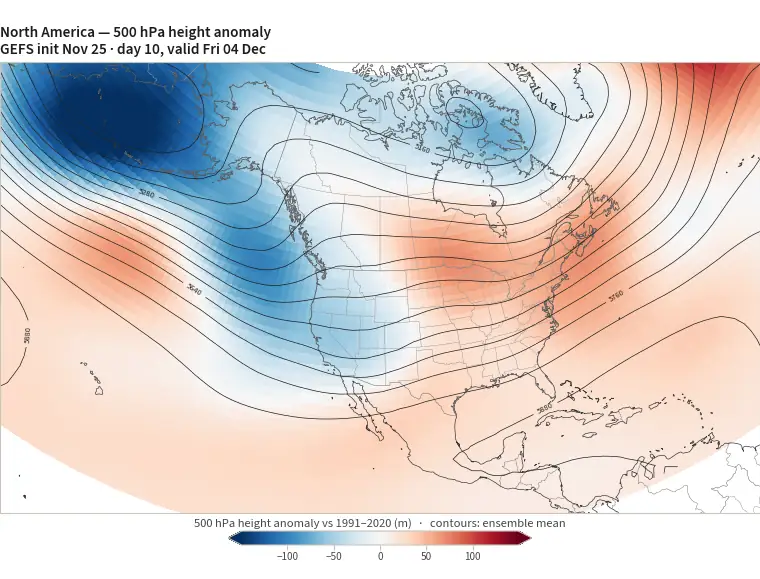 North America — 500 hPa height anomaly
GEFS init Nov 25 · day 10, valid Fri 04 Dec
5160
5280
5640
5760
5880
5880
500 hPa height anomaly vs 1991–2020 (m) · contours: ensemble mean
−100 −50 0 50 100